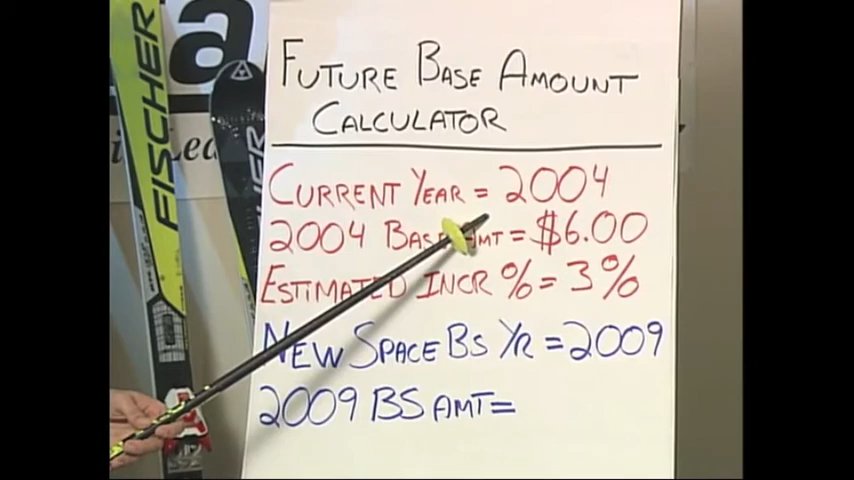 FUTURE BASE AMOUNT
CALCULATOR
CURRENT YEAR = 2004
2004 BASE AMT = $6.00
ESTIMATED INCR % = 3%
NEW SPACE BS YR = 2009
2009 BS AMT =
FISCHER
a
Lea